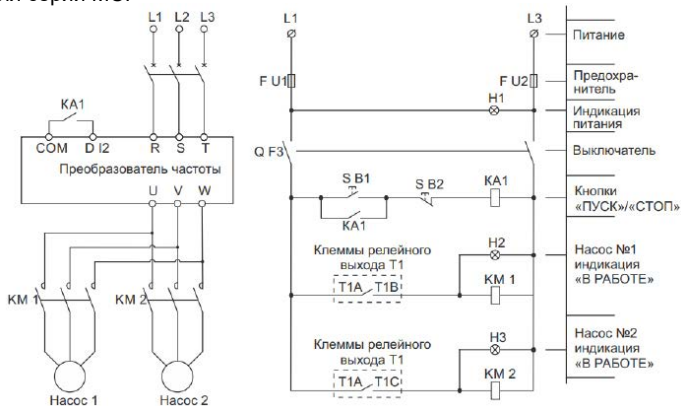 L1 L2 L3
KA1
COM D I2 R S T
Преобразователь частоты
U V W
KM 1
KM 2
Насос 1 Насос 2
L1 L3
F U1
F U2
H1
Q F3
S B1 S B2 KA1
KA1
Клеммы релейного
выхода T1
T1A T1B
H2
KM 1
Клеммы релейного
выхода T1
T1A T1C
H3
KM 2
Питание
Предохра-
нитель
Индикация
питания
Выключатель
Кнопки
«ПУСК»/«СТОП»
Насос №1
индикация
«В РАБОТЕ»
Насос №2
индикация
«В РАБОТЕ»